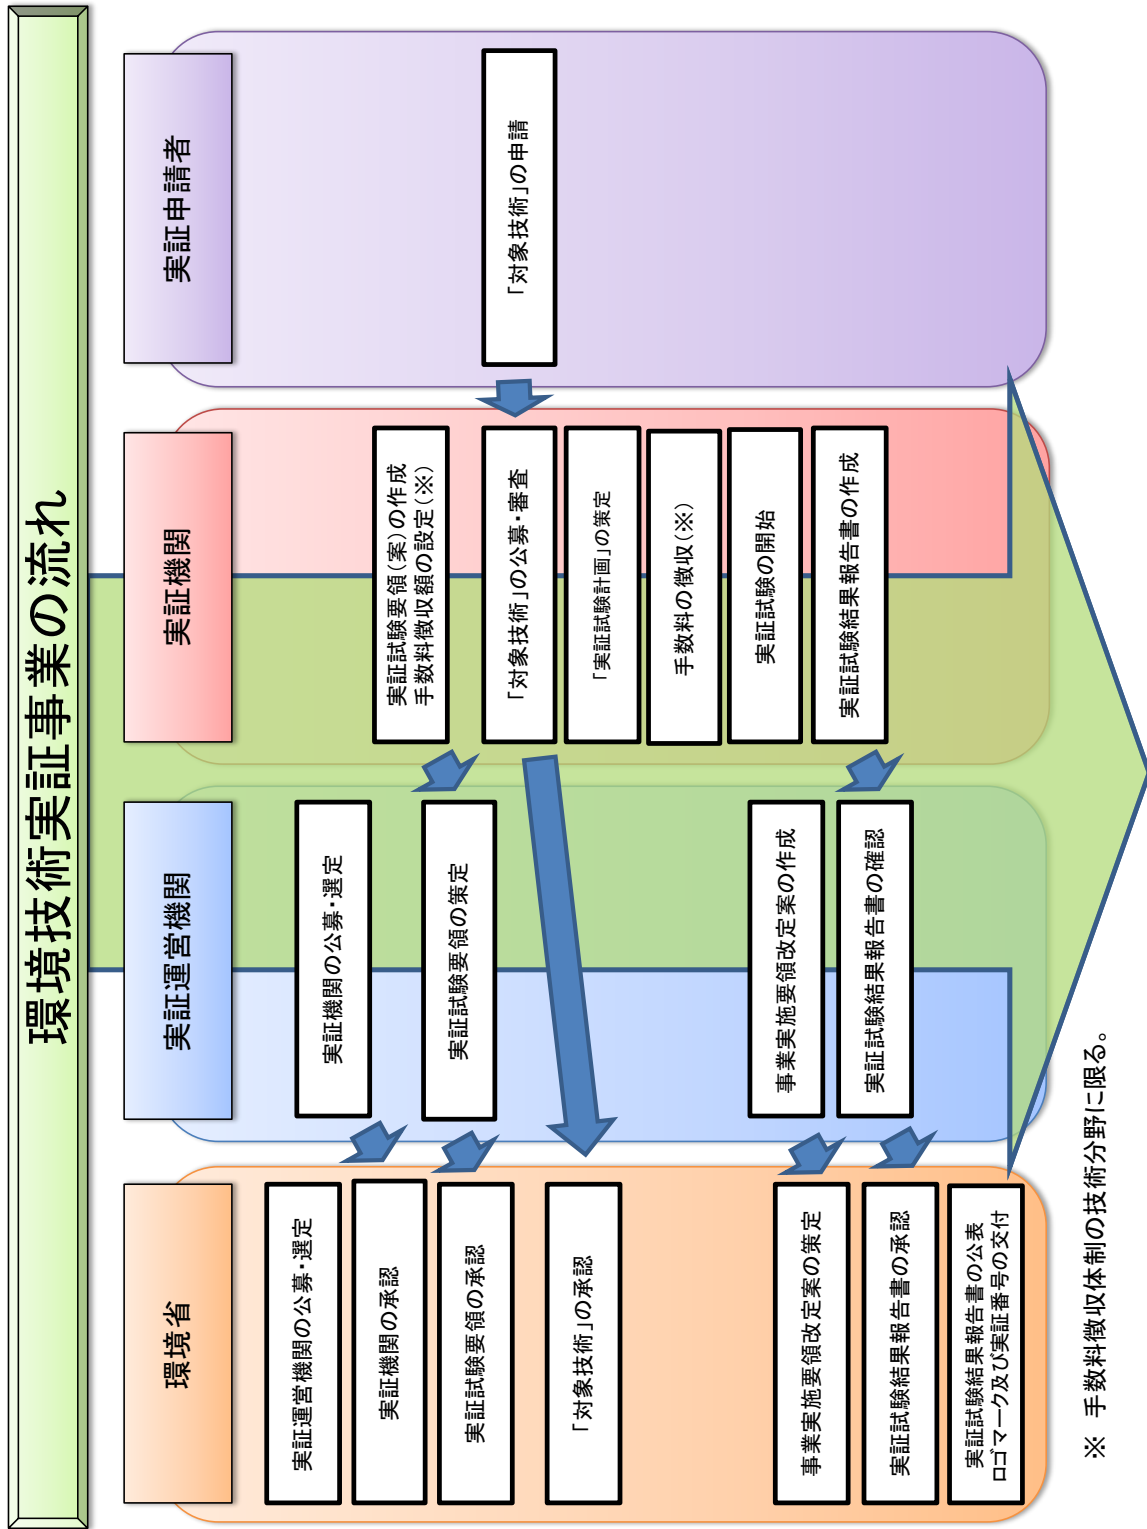 環境技術実証事業の流れ
環境省
実証運営機関の公募・選定
実証機関の承認
実証試験要領の承認
「対象技術」の承認
事業実施要領改定案の策定
実証試験結果報告書の承認
実証試験結果報告書の公表
ロゴマーク及び実証番号の交付
実証運営機関
実証機関の公募・選定
実証試験要領の策定
事業実施要領改定案の作成
実証試験結果報告書の確認
実証機関
実証試験要領(案)の作成
手数料徴収額の設定(※)
「対象技術」の公募・審査
「実証試験計画」の策定
手数料の徴収(※)
実証試験の開始
実証試験結果報告書の作成
実証申請者
「対象技術」の申請
※ 手数料徴収体制の技術分野に限る。